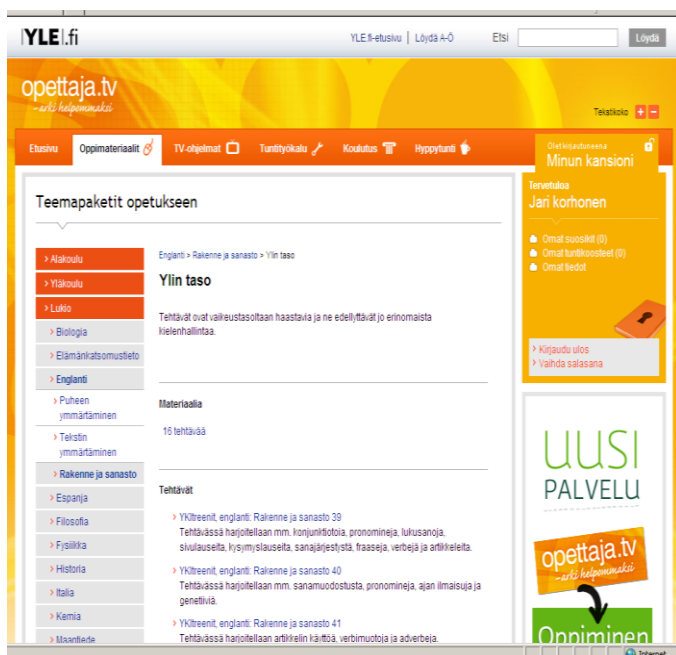 YLE.fi
YLE.fi-etusivu | Löydä A-Ö
Etsi
Löydä
opettaja.tv
- arki helpommaksi
Tekstikoko + -
Etusivu
Oppimateriaalit
TV-ohjelmat
Tuntityökalu
Koulutus
Hyppytunti
Olet kirjautuneena
Minun kansioni
Teemapaketit opetukseen
> Alakoulu
> Yläkoulu
> Lukio
> Biologia
> Elämänkatsomustieto
> Englanti
> Puheen
ymmärtäminen
> Tekstin
ymmärtäminen
> Rakenne ja sanasto
> Espanja
> Filosofia
> Fysiikka
> Historia
> Italia
> Kemia
> Maantiede
Englanti > Rakenne ja sanasto > Ylin taso
Ylin taso
Tehtävät ovat vaikeustasoltaan haastavia ja ne edellyttävät jo erinomaista
kielenhallintaa.
Materiaalia
16 tehtävää
Tehtävät
> YKItreenit, englanti: Rakenne ja sanasto 39
Tehtävässä harjoitellaan mm. konjunktiotoia, pronomineja, lukusanoja,
sivulauseita, kysymyslauseita, sanajärjestystä, fraaseja, verbejä ja artikkeleita.
> YKItreenit, englanti: Rakenne ja sanasto 40
Tehtävässä harjoitellaan mm. sanamuodostusta, pronomineja, ajan ilmaisuja ja
genetiiviä.
> YKItreenit, englanti: Rakenne ja sanasto 41
Tehtävässä harjoitellaan artikkelin käyttöä, verbimuotoja ja adverbeja.
Tervetuloa
Jari korhonen
Omat suosikit (0)
Omat tuntikoosteet (0)
Omat tiedot
> Kirjaudu ulos
> Vaihda salasana
UUSI
PALVELU
opettaja.tv
- arki helpommaksi
Oppiminen
Internet